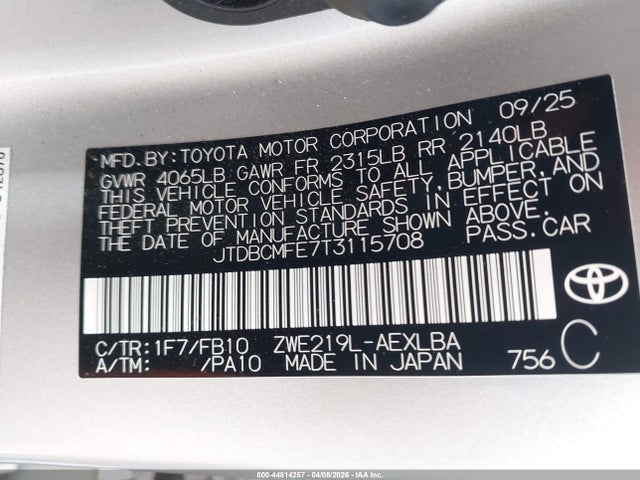 09/25
MFD.BY:TOYOTA MOTOR CORPORATION
GVWR 4065LB GAWR FR 2315LB RR 2140LB
THIS VEHICLE CONFORMS TO ALL APPLICABLE
FEDERAL MOTOR VEHICLE SAFETY,BUMPER,AND
THEFT PREVENTION STANDARDS IN EFFECT ON
THE DATE OF MANUFACTURE SHOWN ABOVE.
JTDBCMFE7T3115708 PASS.CAR
C/TR:1F7/FB10 ZWE219L-AEXLBA
A/TM: /PA10 MADE IN JAPAN 756 C
000-44814257 04/08/2026 IAA Inc.